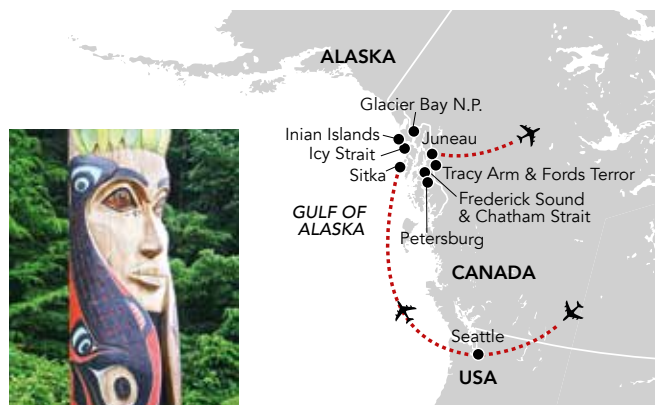 ALASKA
Glacier Bay N.P.
Inian Islands
Juneau
Icy Strait
Sitka
Tracy Arm & Fords Terror
Frederick Sound
& Chatham Strait
GULF OF
ALASKA
Petersburg
CANADA
Seattle
USA